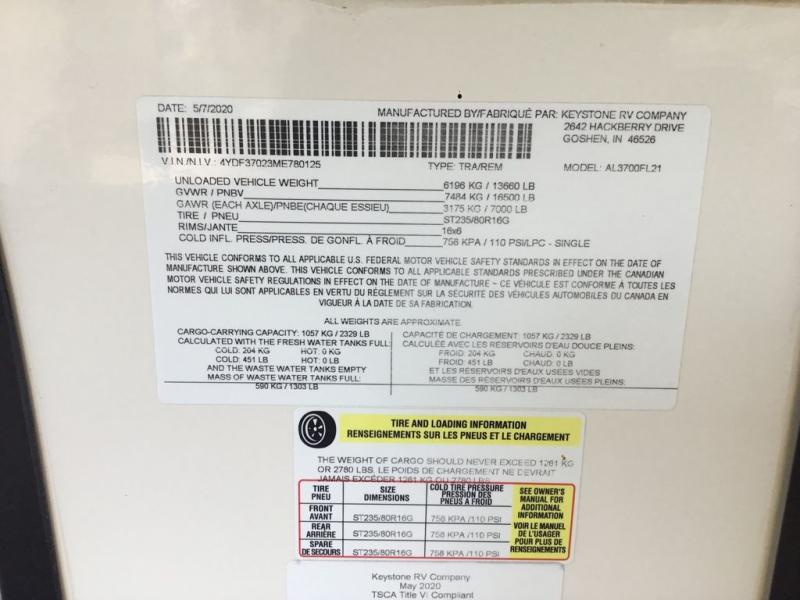 DATE: 5/7/2020
MANUFACTURED BY/FABRIQUÉ PAR: KEYSTONE RV COMPANY
2642 HACKBERRY DRIVE
GOSHEN, IN 46526
V.I.N./N.I.V.: 4YDF37023ME780125 TYPE: TRA/REM MODEL: AL3700FL21
UNLOADED VEHICLE WEIGHT 6196 KG / 13660 LB
GVWR / PNBV 7484 KG / 16500 LB
GAWR (EACH AXLE)/PNBE(CHAQUE ESSIEU) 3175 KG / 7000 LB
TIRE / PNEU ST235/80R16G
RIMS/JANTE 16x6
COLD INFL. PRESS/PRESS. DE GONFL. À FROID 758 KPA / 110 PSI/LPC - SINGLE
THIS VEHICLE CONFORMS TO ALL APPLICABLE U.S. FEDERAL MOTOR VEHICLE SAFETY STANDARDS IN EFFECT ON THE DATE OF
MANUFACTURE SHOWN ABOVE. THIS VEHICLE CONFORMS TO ALL APPLICABLE STANDARDS PRESCRIBED UNDER THE CANADIAN
MOTOR VEHICLE SAFETY REGULATIONS IN EFFECT ON THE DATE OF MANUFACTURE - CE VÉHICULE EST CONFORME À TOUTES LES
NORMES QUI LUI SONT APPLICABLES EN VERTU DU RÈGLEMENT SUR LA SÉCURITÉ DES VÉHICULES AUTOMOBILES DU CANADA EN
VIGUEUR À LA DATE DE SA FABRICATION.
ALL WEIGHTS ARE APPROXIMATE.
CARGO-CARRYING CAPACITY: 1057 KG / 2329 LB
CALCULATED WITH THE FRESH WATER TANKS FULL:
COLD: 204 KG HOT: 0 KG
COLD: 451 LB HOT: 0 LB
AND THE WASTE WATER TANKS EMPTY
MASS OF WASTE WATER TANKS FULL:
590 KG / 1303 LB
CAPACITÉ DE CHARGEMENT: 1057 KG / 2329 LB
CALCULÉE AVEC LES RÉSERVOIRS D'EAU DOUCE PLEINS:
FROID: 204 KG CHAUD: 0 KG
FROID: 451 LB CHAUD: 0 LB
ET LES RÉSERVOIRS D'EAUX USÉES VIDES
MASSE DES RÉSERVOIRS D'EAUX USÉES PLEINS:
590 KG / 1303 LB
TIRE AND LOADING INFORMATION
RENSEIGNEMENTS SUR LES PNEUS ET LE CHARGEMENT
THE WEIGHT OF CARGO SHOULD NEVER EXCEED 1261 KG
OR 2780 LBS. LE POIDS DE CHARGEMENT NE DEVRAIT
JAMAIS EXCÉDER 1261 KG OU 2780 LBS.
TIRE
PNEU
SIZE
DIMENSIONS
COLD TIRE PRESSURE
PRESSION DES
PNEUS A FROID
FRONT
AVANT
ST235/80R16G 758 KPA /110 PSI
REAR
ARRIÈRE
ST235/80R16G 758 KPA /110 PSI
SPARE
DE SECOURS
ST235/80R16G 758 KPA /110 PSI
SEE OWNER'S
MANUAL FOR
ADDITIONAL
INFORMATION
VOIR LE MANUEL
DE L'USAGER
POUR PLUS DE
RENSEIGNEMENTS
Keystone RV Company
May 2020
TSCA Title VI Compliant